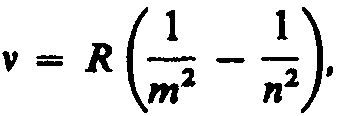 ν = R(1/m² − 1/n²),